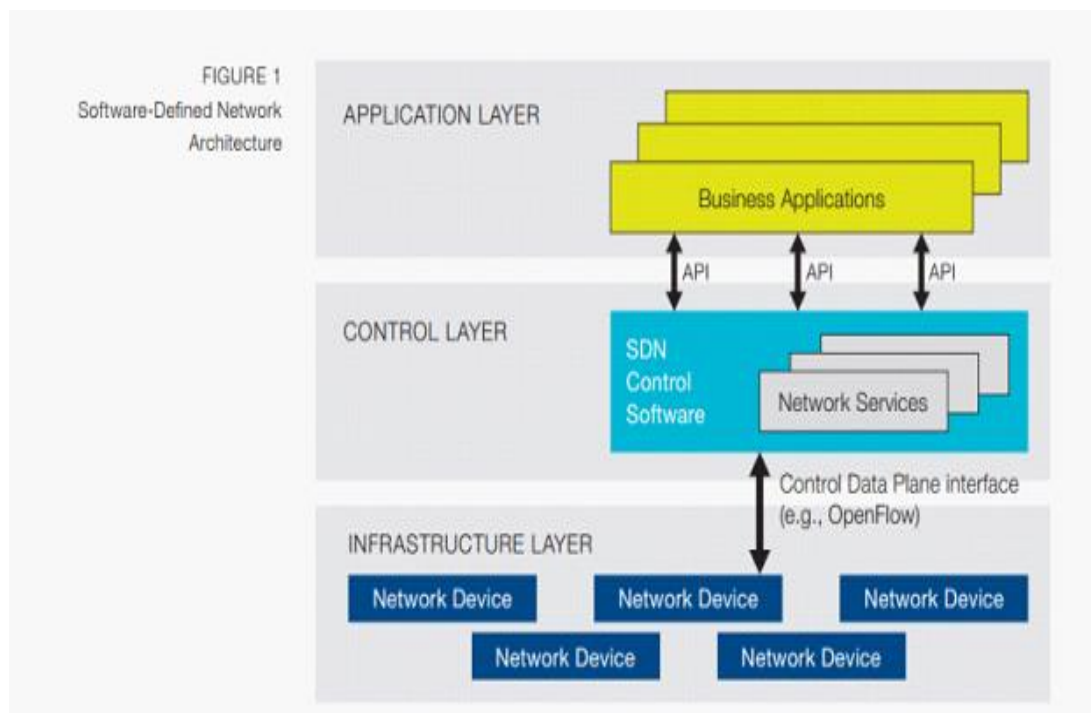 FIGURE 1
Software-Defined Network
Architecture
APPLICATION LAYER
Business Applications
API
API
API
CONTROL LAYER
SDN
Control
Software
Network Services
Control Data Plane interface
(e.g., OpenFlow)
INFRASTRUCTURE LAYER
Network Device
Network Device
Network Device
Network Device
Network Device